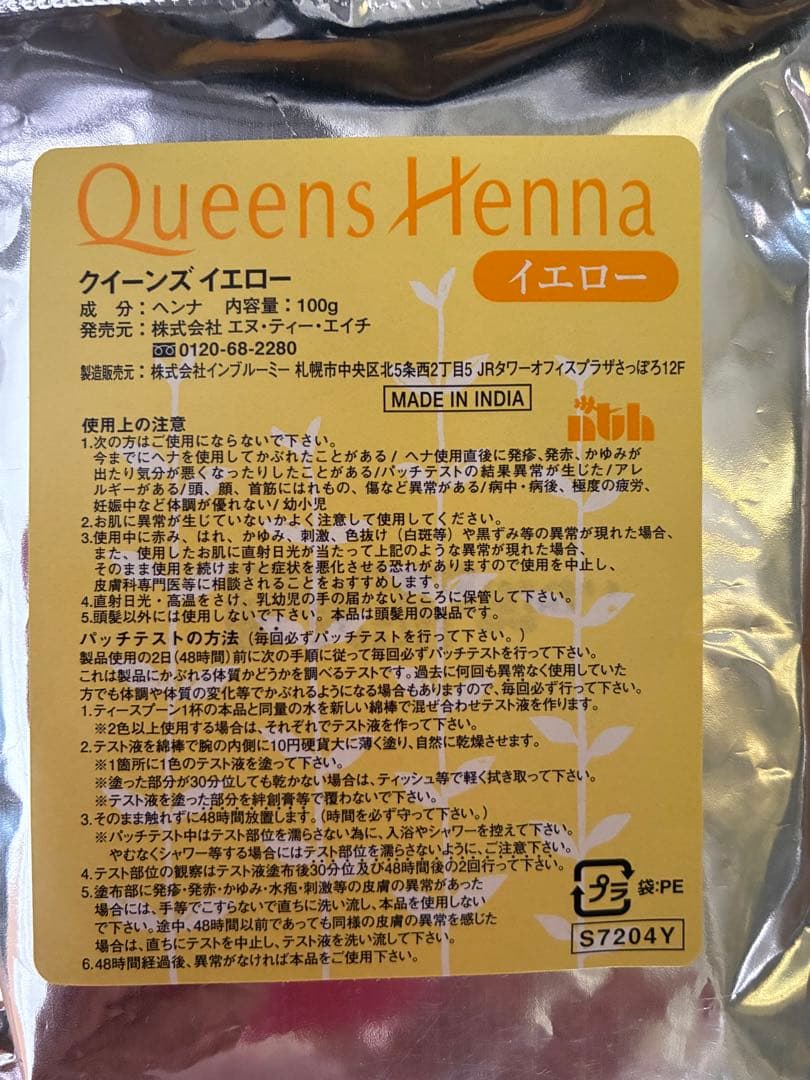 Queens Henna
イエロー
クイーンズ イエロー
成　分：ヘンナ　内容量：100g
発売元：株式会社 エヌ・ティー・エイチ
0120-68-2280
製造販売元：株式会社インブルーミー 札幌市中央区北5条西2丁目5 JRタワーオフィスプラザさっぽろ12F
MADE IN INDIA
nth
使用上の注意
1.次の方はご使用にならないで下さい。
今までにヘナを使用してかぶれたことがある/ ヘナ使用直後に発疹、発赤、かゆみが
出たり気分が悪くなったりしたことがある/パッチテストの結果異常が生じた/アレ
ルギーがある/頭、顔、首筋にはれもの、傷など異常がある/病中・病後、極度の疲労、
妊娠中など体調が優れない/ 幼小児
2.お肌に異常が生じていないかよく注意して使用してください。
3.使用中に赤み、はれ、かゆみ、刺激、色抜け（白斑等）や黒ずみ等の異常が現れた場合、
また、使用したお肌に直射日光が当たって上記のような異常が現れた場合、
そのまま使用を続けますと症状を悪化させる恐れがありますので使用を中止し、
皮膚科専門医等に相談されることをおすすめします。
4.直射日光・高温をさけ、乳幼児の手の届かないところに保管して下さい。
5.頭髪以外には使用しないで下さい。本品は頭髪用の製品です。
パッチテストの方法（毎回必ずパッチテストを行って下さい。）
製品使用の2日(48時間)前に次の手順に従って毎回必ずパッチテストを行って下さい。
これは製品にかぶれる体質かどうかを調べるテストです。過去に何回も異常なく使用していた
方でも体調や体質の変化等でかぶれるようになる場合もありますので、毎回必ず行って下さい。
1.ティースプーン1杯の本品と同量の水を新しい綿棒で混ぜ合わせテスト液を作ります。
※2色以上使用する場合は、それぞれでテスト液を作って下さい。
2.テスト液を綿棒で腕の内側に10円硬貨大に薄く塗り、自然に乾燥させます。
※1箇所に1色のテスト液を塗って下さい。
※塗った部分が30分位しても乾かない場合は、ティッシュ等で軽く拭き取って下さい。
※テスト液を塗った部分を絆創膏等で覆わないで下さい。
3.そのまま触れずに48時間放置します。（時間を必ず守って下さい。）
※パッチテスト中はテスト部位を濡らさない為に、入浴やシャワーを控えて下さい。
やむなくシャワー等する場合にはテスト部位を濡らさないように、ご注意下さい。
4.テスト部位の観察はテスト液塗布後30分位及び48時間後の2回行って下さい。
5.塗布部に発疹・発赤・かゆみ・水疱・刺激等の皮膚の異常があった
場合には、手等でこすらないで直ちに洗い流し、本品を使用しない
で下さい。途中、48時間以前であっても同様の皮膚の異常を感じた
場合は、直ちにテストを中止し、テスト液を洗い流して下さい。
6.48時間経過後、異常がなければ本品をご使用下さい。
プラ 袋:PE
S7204Y